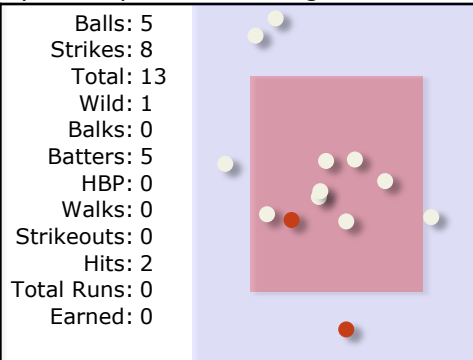 Balls: 5
Strikes: 8
Total: 13
Wild: 1
Balks: 0
Batters: 5
HBP: 0
Walks: 0
Strikeouts: 0
Hits: 2
Total Runs: 0
Earned: 0